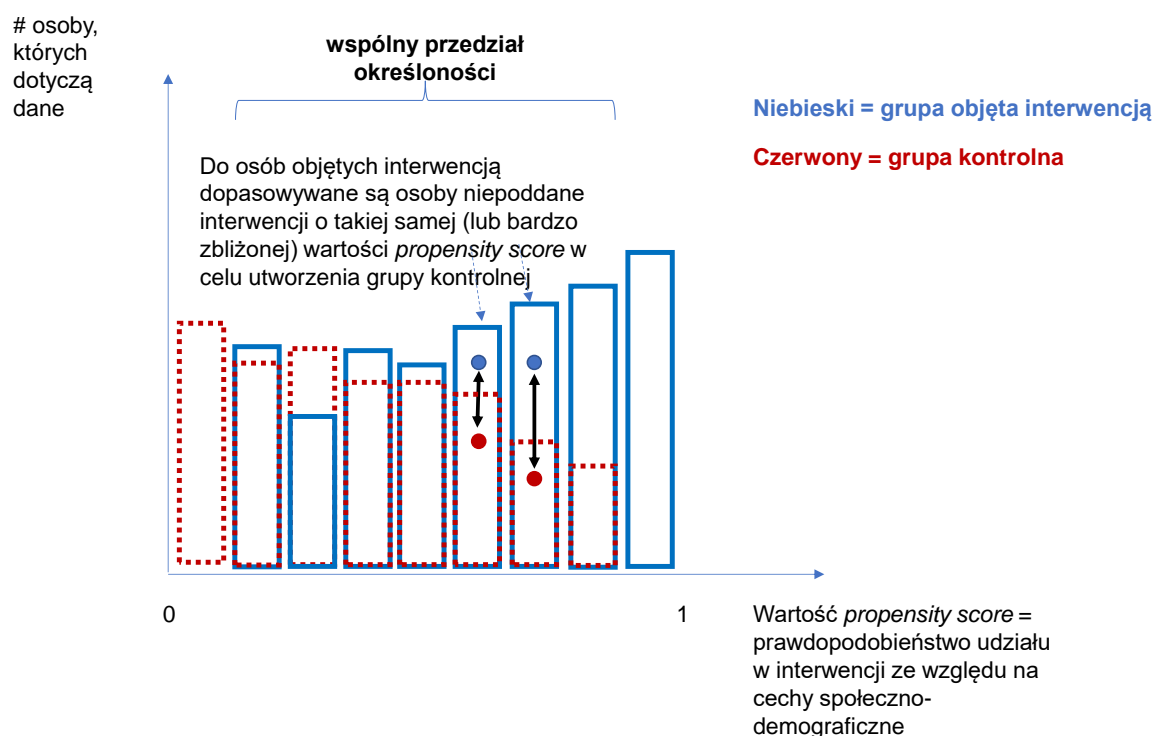 # osoby,
których
dotyczą
dane
wspólny przedział
określoności
Niebieski = grupa objęta interwencją
Czerwony = grupa kontrolna
Do osób objętych interwencją
dopasowywane są osoby niepoddane
interwencji o takiej samej (lub bardzo
zbliżonej) wartości propensity score w
celu utworzenia grupy kontrolnej
0
1
Wartość propensity score =
prawdopodobieństwo udziału
w interwencji ze względu na
cechy społeczno-
demograficzne